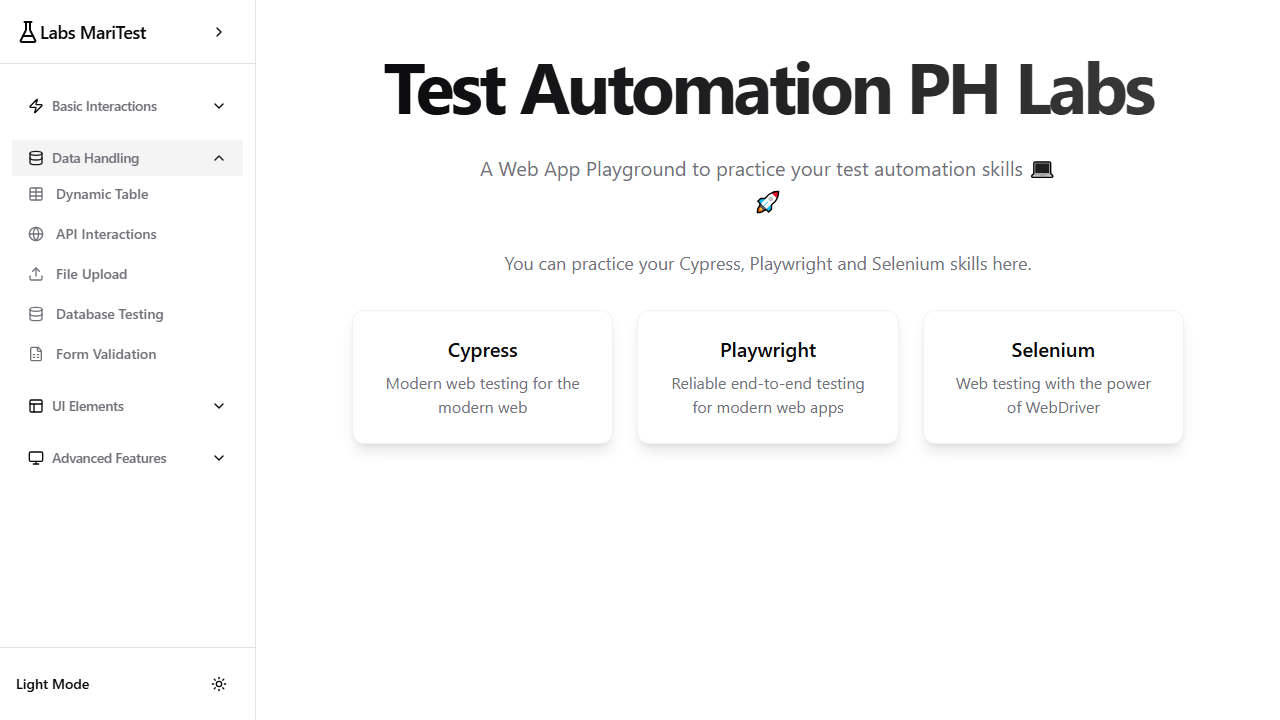 Labs MariTest
Basic Interactions
Data Handling
Dynamic Table
API Interactions
File Upload
Database Testing
Form Validation
UI Elements
Advanced Features
Light Mode
Test Automation PH Labs
A Web App Playground to practice your test automation skills 💻
🚀
You can practice your Cypress, Playwright and Selenium skills here.
Cypress
Modern web testing for the
modern web
Playwright
Reliable end-to-end testing
for modern web apps
Selenium
Web testing with the power
of WebDriver